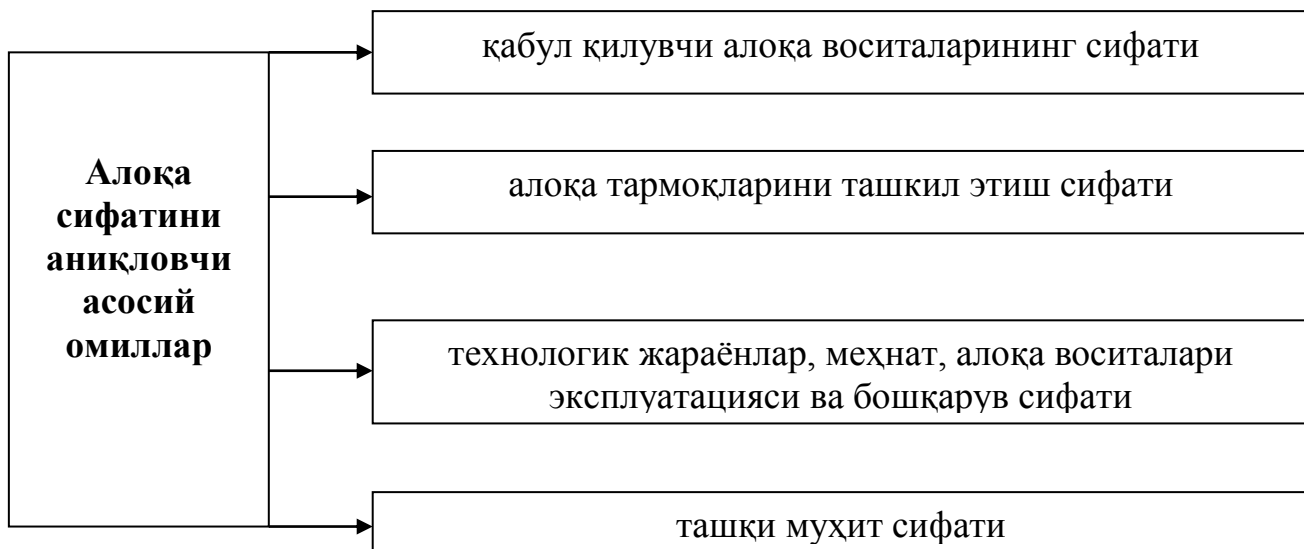 қабул қилувчи алоқа воситаларининг сифати
Алоқа
сифатини
аниқловчи
асосий
омиллар
алоқа тармоқларини ташкил этиш сифати
технологик жараёнлар, меҳнат, алоқа воситалари
эксплуатацияси ва бошқарув сифати
ташқи муҳит сифати